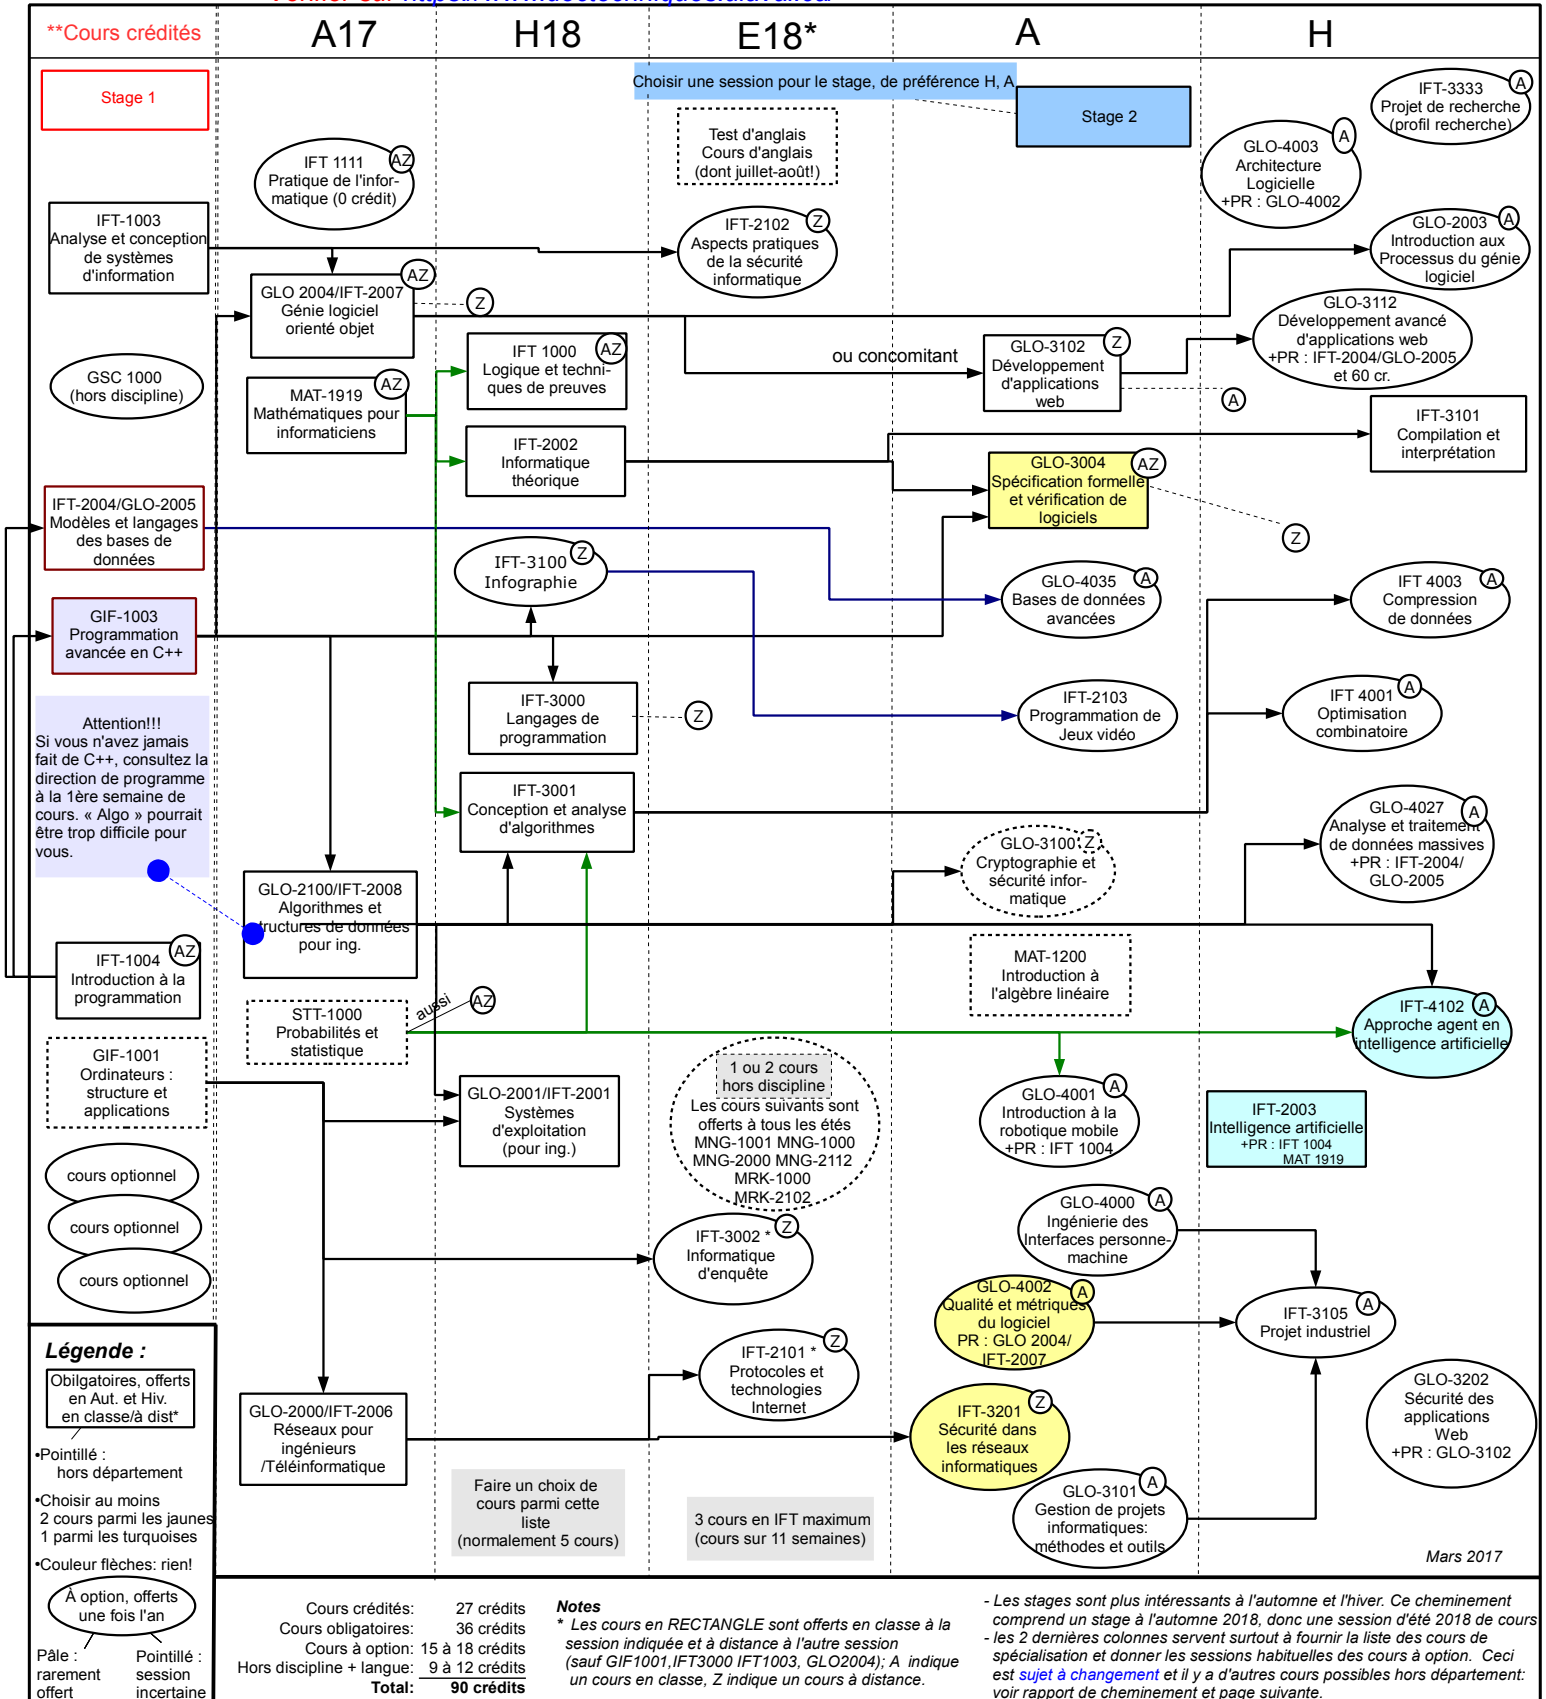 **Cours crédités
A17
H18
E18*
A
H
Stage 1
Choisir une session pour le stage, de préférence H, A
Stage 2
IFT-3333
Projet de recherche
(profil recherche)
A
Test d'anglais
Cours d'anglais
(dont juillet-août!)
GLO-4003
Architecture
Logicielle
+PR : GLO-4002
A
IFT 1111
Pratique de l'infor-
matique (0 crédit)
AZ
IFT-1003
Analyse et conception
de systèmes
d'information
IFT-2102
Aspects pratiques
de la sécurité
informatique
Z
GLO-2003
Introduction aux
Processus du génie
logiciel
A
GLO 2004/IFT-2007
Génie logiciel
orienté objet
AZ
Z
GLO-3112
Développement avancé
d'applications web
+PR : IFT-2004/GLO-2005
et 60 cr.
GSC 1000
(hors discipline)
IFT 1000
Logique et techni-
ques de preuves
AZ
ou concomitant
GLO-3102
Développement
d'applications
web
Z
A
MAT-1919
Mathématiques pour
informaticiens
AZ
IFT-2002
Informatique
théorique
IFT-3101
Compilation et
interprétation
GLO-3004
Spécification formelle
et vérification de
logiciels
AZ
Z
IFT-2004/GLO-2005
Modèles et langages
des bases de
données
IFT-3100
Infographie
Z
GLO-4035
Bases de données
avancées
A
IFT 4003
Compression
de données
A
GIF-1003
Programmation
avancée en C++
IFT-3000
Langages de
programmation
Z
IFT-2103
Programmation de
Jeux vidéo
IFT 4001
Optimisation
combinatoire
A
Attention!!!
Si vous n'avez jamais
fait de C++, consultez la
direction de programme
à la 1ère semaine de
cours. « Algo » pourrait
être trop difficile pour
vous.
IFT-3001
Conception et analyse
d'algorithmes
GLO-4027
Analyse et traitement
de données massives
+PR : IFT-2004/
GLO-2005
A
GLO-3100
Cryptographie et
sécurité infor-
matique
Z
GLO-2100/IFT-2008
Algorithmes et
structures de données
pour ing.
IFT-1004
Introduction à la
programmation
AZ
MAT-1200
Introduction à
l'algèbre linéaire
STT-1000
Probabilités et
statistique
aussi
AZ
IFT-4102
Approche agent en
intelligence artificielle
A
GIF-1001
Ordinateurs :
structure et
applications
1 ou 2 cours
hors discipline
Les cours suivants sont
offerts à tous les étés
MNG-1001 MNG-1000
MNG-2000 MNG-2112
MRK-1000
MRK-2102
GLO-2001/IFT-2001
Systèmes
d'exploitation
(pour ing.)
GLO-4001
Introduction à la
robotique mobile
+PR : IFT 1004
A
IFT-2003
Intelligence artificielle
+PR : IFT 1004
MAT 1919
cours optionnel
cours optionnel
cours optionnel
GLO-4000
Ingénierie des
Interfaces personne-
machine
A
IFT-3002 *
Informatique
d'enquête
Z
GLO-4002
Qualité et métriques
du logiciel
PR : GLO 2004/
IFT-2007
A
IFT-3105
Projet industriel
A
IFT-2101 *
Protocoles et
technologies
Internet
Z
GLO-3202
Sécurité des
applications
Web
+PR : GLO-3102
GLO-2000/IFT-2006
Réseaux pour
ingénieurs
/Téléinformatique
IFT-3201
Sécurité dans
les réseaux
informatiques
Z
GLO-3101
Gestion de projets
informatiques:
méthodes et outils
A
Faire un choix de
cours parmi cette
liste
(normalement 5 cours)
3 cours en IFT maximum
(cours sur 11 semaines)
Mars 2017
Légende :
Obilgatoires, offerts
en Aut. et Hiv.
en classe/à dist*
•Pointillé :
hors département
•Choisir au moins
2 cours parmi les jaunes
1 parmi les turquoises
•Couleur flèches: rien!
À option, offerts
une fois l'an
Pâle :
rarement
offert
Pointillé :
session
incertaine
Cours crédités: 27 crédits
Cours obligatoires: 36 crédits
Cours à option: 15 à 18 crédits
Hors discipline + langue: 9 à 12 crédits
Total: 90 crédits
Notes
* Les cours en RECTANGLE sont offerts en classe à la
session indiquée et à distance à l'autre session
(sauf GIF1001,IFT3000 IFT1003, GLO2004); A indique
un cours en classe, Z indique un cours à distance.
- Les stages sont plus intéressants à l'automne et l'hiver. Ce cheminement
comprend un stage à l'automne 2018, donc une session d'été 2018 de cours
- les 2 dernières colonnes servent surtout à fournir la liste des cours de
spécialisation et donner les sessions habituelles des cours à option. Ceci
est sujet à changement et il y a d'autres cours possibles hors département:
voir rapport de cheminement et page suivante.